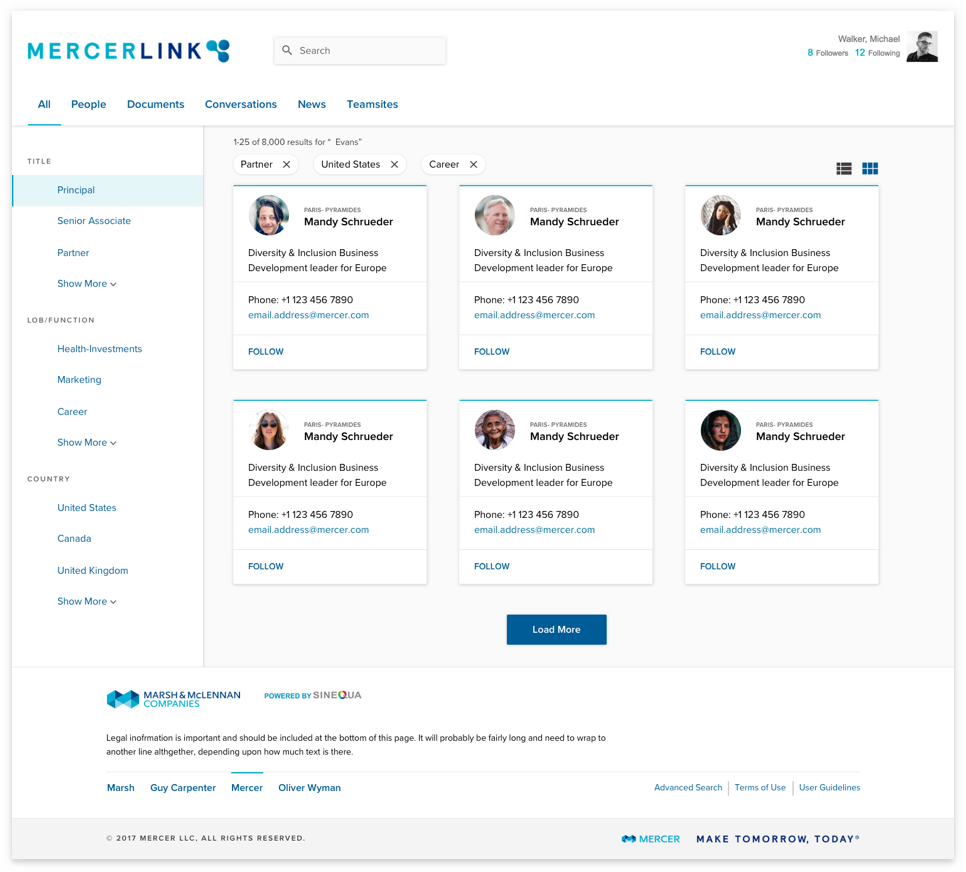 MERCERLINK
Search
Walker, Michael
8 Followers 12 Following
All People Documents Conversations News Teamsites
1-25 of 8,000 results for “ Evans”
Partner United States Career
TITLE
Principal
Senior Associate
Partner
Show More
LOB/FUNCTION
Health-Investments
Marketing
Career
Show More
COUNTRY
United States
Canada
United Kingdom
Show More
PARIS- PYRAMIDES
Mandy Schrueder
Diversity & Inclusion Business
Development leader for Europe
Phone: +1 123 456 7890
email.address@mercer.com
FOLLOW
PARIS- PYRAMIDES
Mandy Schrueder
Diversity & Inclusion Business
Development leader for Europe
Phone: +1 123 456 7890
email.address@mercer.com
FOLLOW
PARIS- PYRAMIDES
Mandy Schrueder
Diversity & Inclusion Business
Development leader for Europe
Phone: +1 123 456 7890
email.address@mercer.com
FOLLOW
PARIS- PYRAMIDES
Mandy Schrueder
Diversity & Inclusion Business
Development leader for Europe
Phone: +1 123 456 7890
email.address@mercer.com
FOLLOW
PARIS- PYRAMIDES
Mandy Schrueder
Diversity & Inclusion Business
Development leader for Europe
Phone: +1 123 456 7890
email.address@mercer.com
FOLLOW
PARIS- PYRAMIDES
Mandy Schrueder
Diversity & Inclusion Business
Development leader for Europe
Phone: +1 123 456 7890
email.address@mercer.com
FOLLOW
Load More
MARSH & McLENNAN
COMPANIES
POWERED BY SINEQUA
Legal inofrmation is important and should be included at the bottom of this page. It will probably be fairly long and need to wrap to
another line althgether, depending upon how much text is there.
Marsh Guy Carpenter Mercer Oliver Wyman
Advanced Search Terms of Use User Guidelines
© 2017 MERCER LLC, ALL RIGHTS RESERVED.
MERCER MAKE TOMORROW, TODAY®